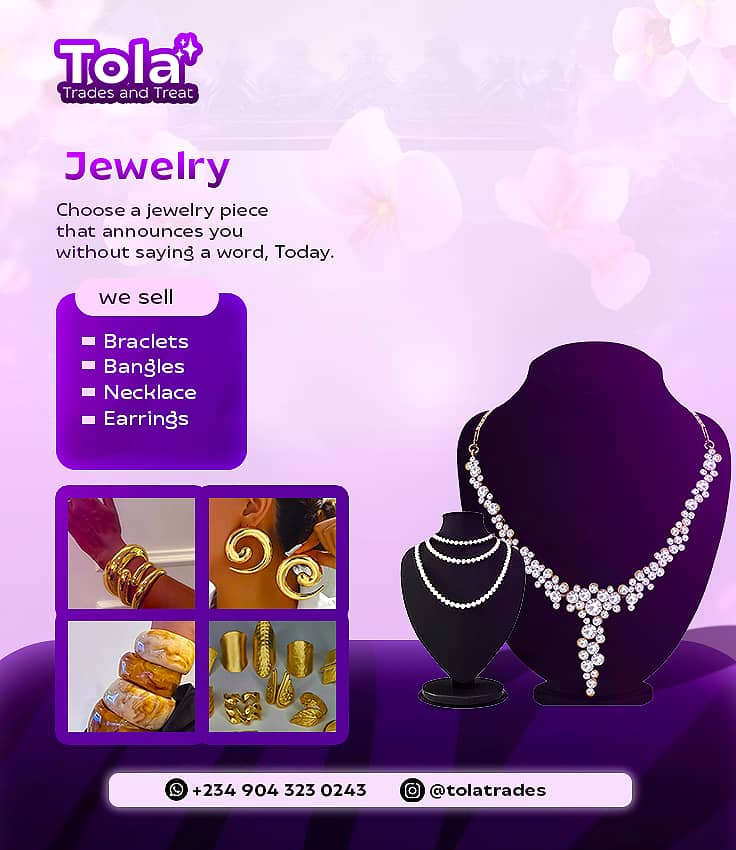 Tola
Trades and Treat
Jewelry
Choose a jewelry piece
that announces you
without saying a word, Today.
we sell
Braclets
Bangles
Necklace
Earrings
+234 904 323 0243
@tolatrades